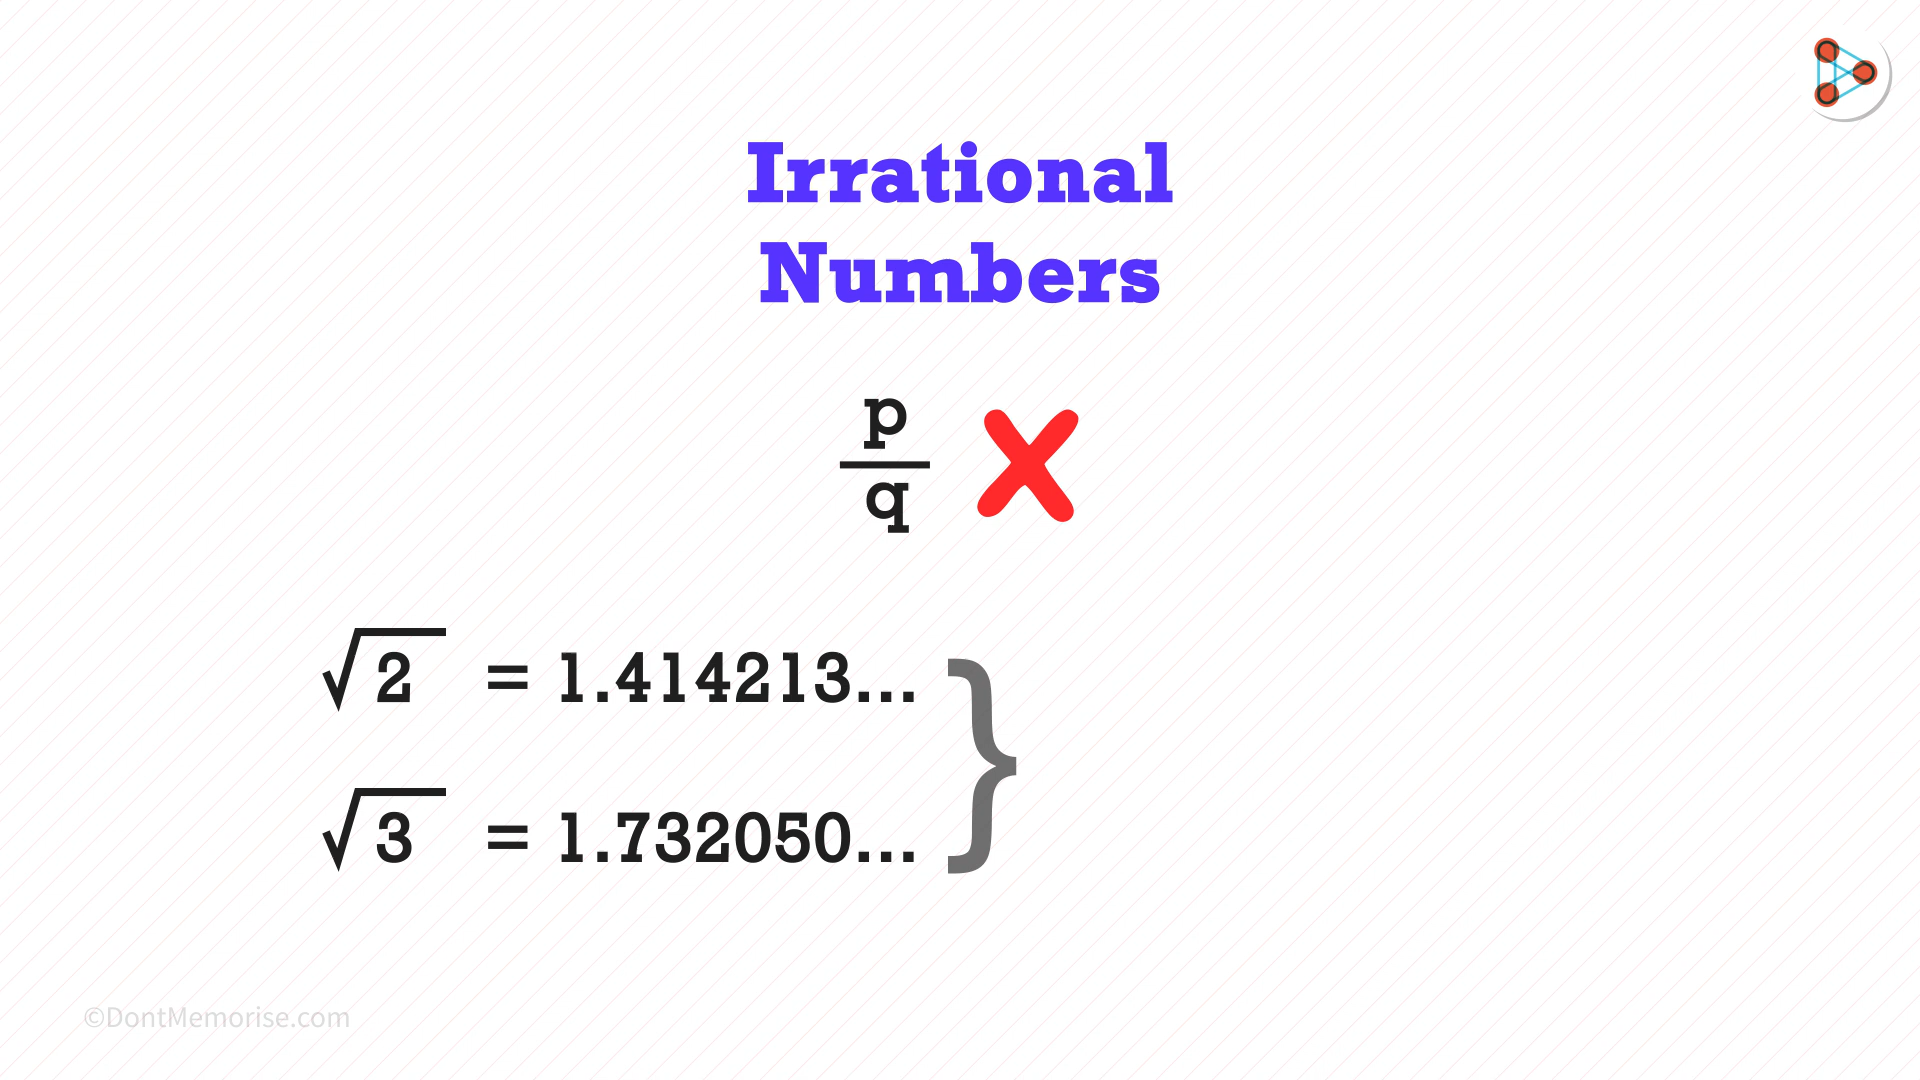 Irrational
Numbers
p
q
√2 = 1.414213...
√3 = 1.732050...
©DontMemorise.com